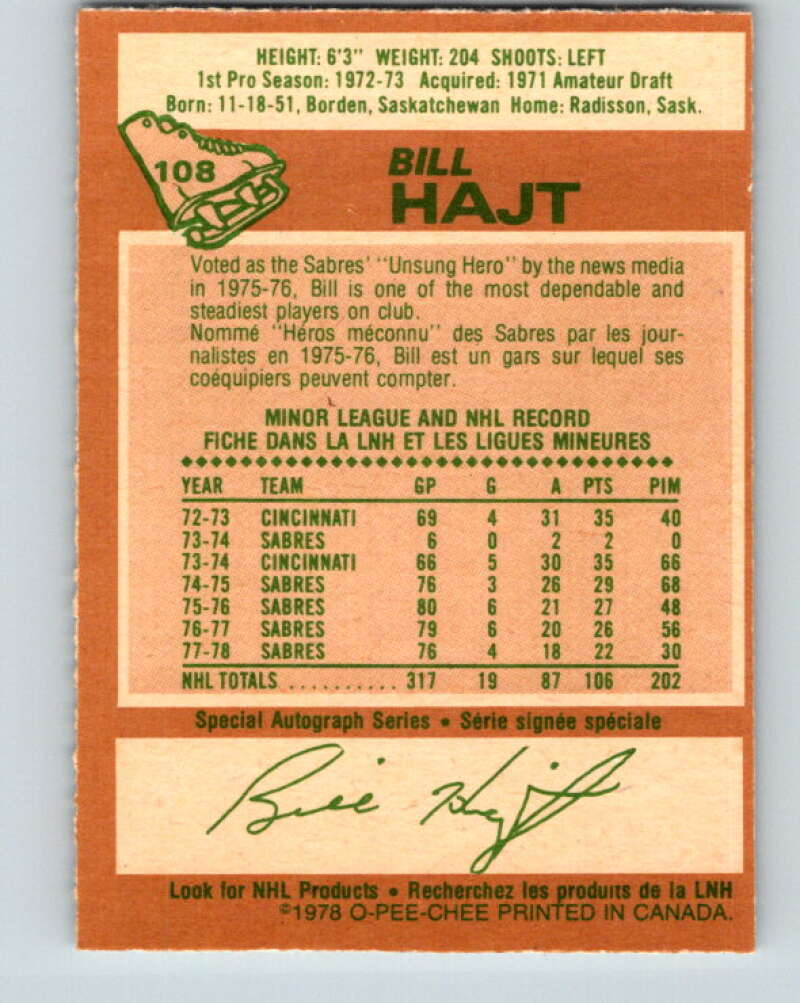 HEIGHT: 6'3" WEIGHT: 204 SHOOTS: LEFT
1st Pro Season: 1972-73 Acquired: 1971 Amateur Draft
Born: 11-18-51, Borden, Saskatchewan Home: Radisson, Sask.
108
BILL
HAJT
Voted as the Sabres' "Unsung Hero" by the news media
in 1975-76, Bill is one of the most dependable and
steadiest players on club.
Nommé "Héros méconnu" des Sabres par les jour-
nalistes en 1975-76, Bill est un gars sur lequel ses
coéquipiers peuvent compter.
MINOR LEAGUE AND NHL RECORD
FICHE DANS LA LNH ET LES LIGUES MINEURES
YEAR TEAM GP G A PTS PIM
72-73 CINCINNATI 69 4 31 35 40
73-74 SABRES 6 0 2 2 0
73-74 CINCINNATI 66 5 30 35 66
74-75 SABRES 76 3 26 29 68
75-76 SABRES 80 6 21 27 48
76-77 SABRES 79 6 20 26 56
77-78 SABRES 76 4 18 22 30
NHL TOTALS .......... 317 19 87 106 202
Special Autograph Series • Série signée spéciale
Bill Hajt
Look for NHL Products • Recherchez les produits de la LNH
©1978 O-PEE-CHEE PRINTED IN CANADA.